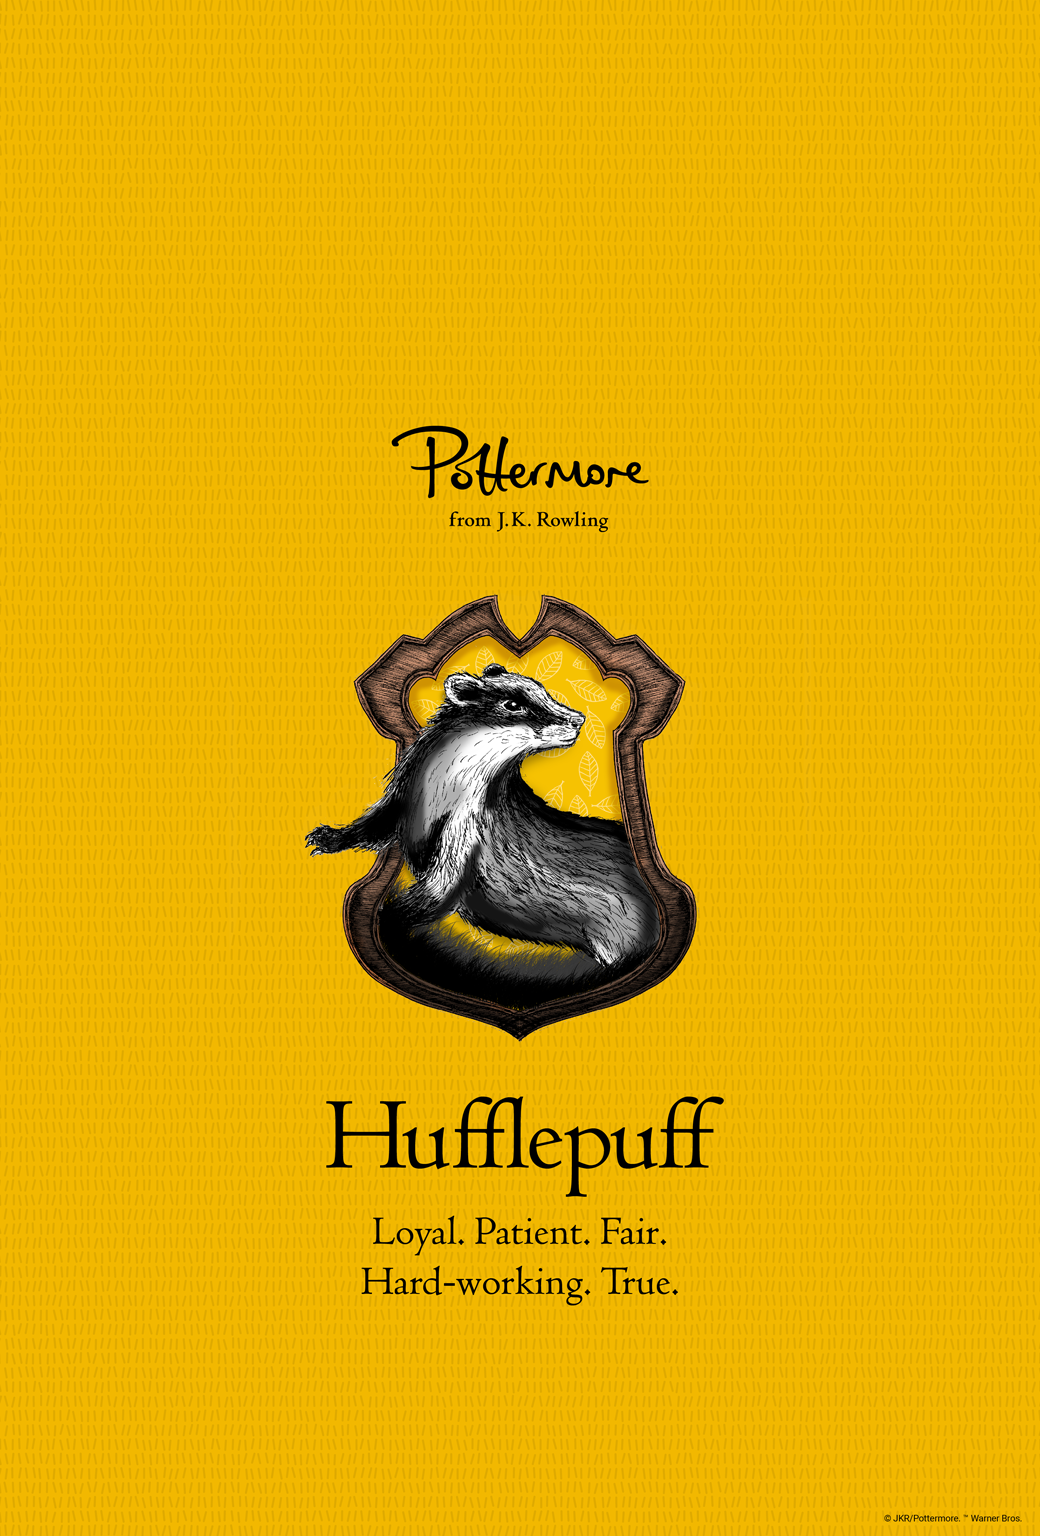 Pottermore
from J.K. Rowling
Hufflepuff
Loyal. Patient. Fair.
Hard-working. True.
© JKR/Pottermore. ™ Warner Bros.